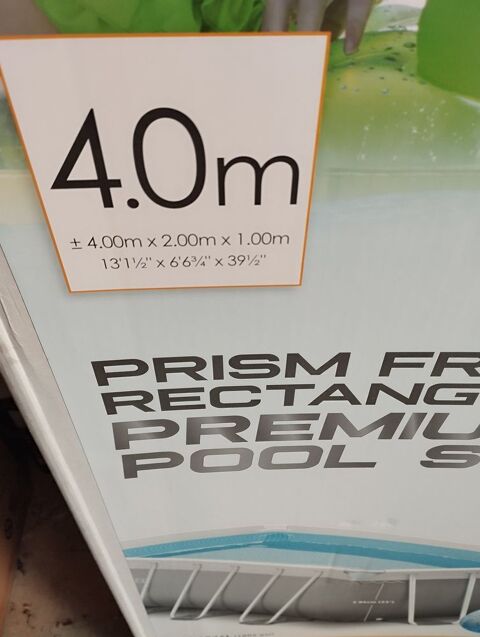 4.0m
± 4.00m x 2.00m x 1.00m
13'1½" x 6'6¾" x 39½"
PRISM FR
RECTANG
PREMIU
POOL S